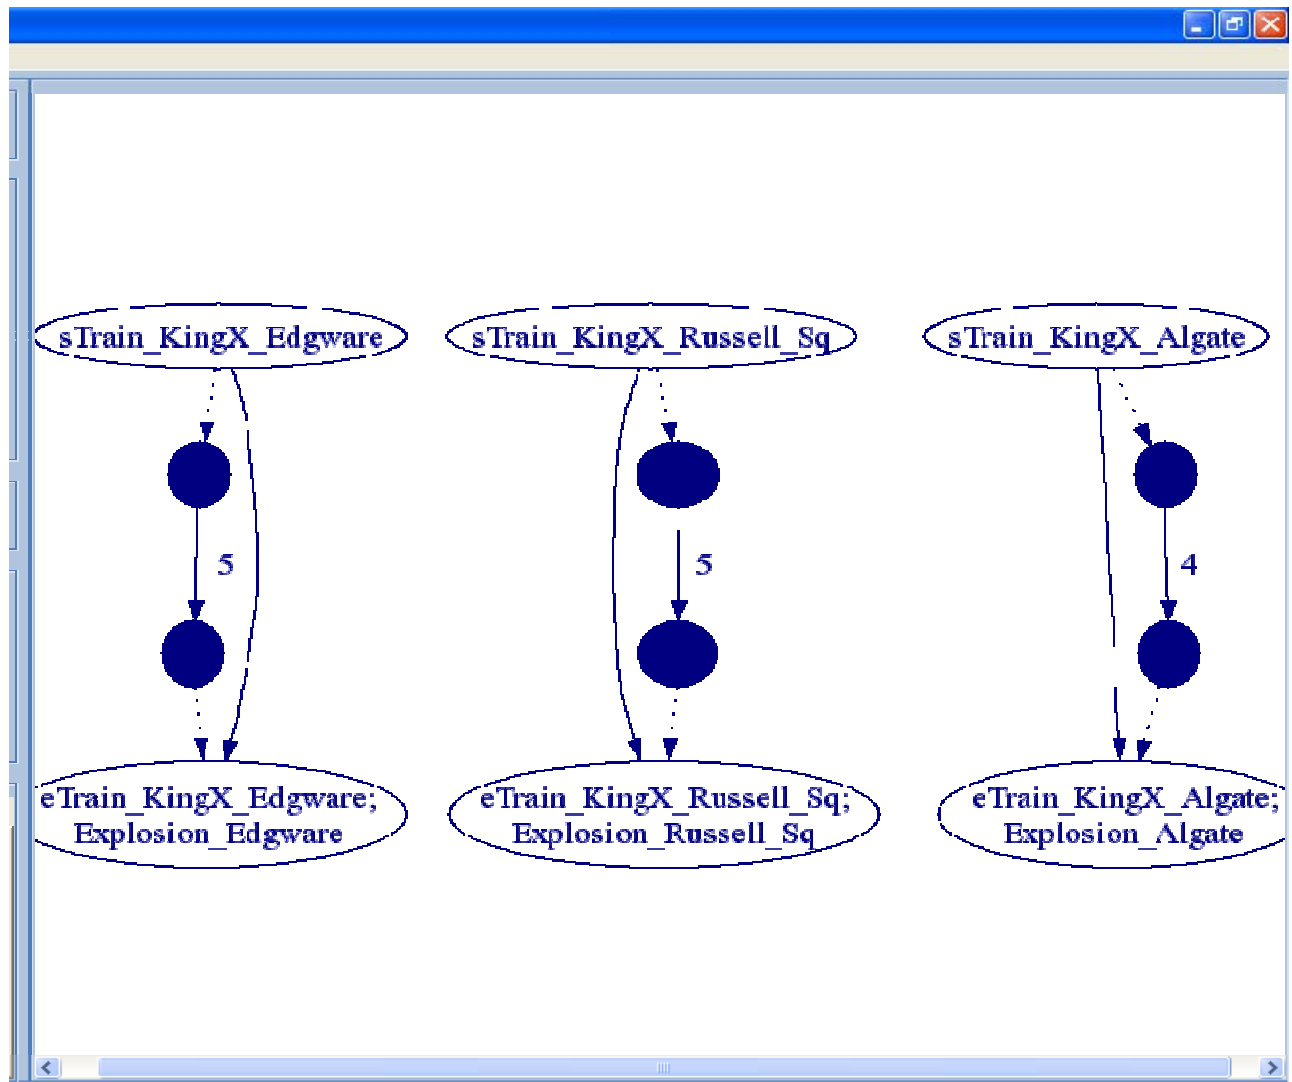 sTrain_KingX_Edgware
sTrain_KingX_Russell_Sq
sTrain_KingX_Algate
5
5
4
eTrain_KingX_Edgware;
Explosion_Edgware
eTrain_KingX_Russell_Sq;
Explosion_Russell_Sq
eTrain_KingX_Algate;
Explosion_Algate